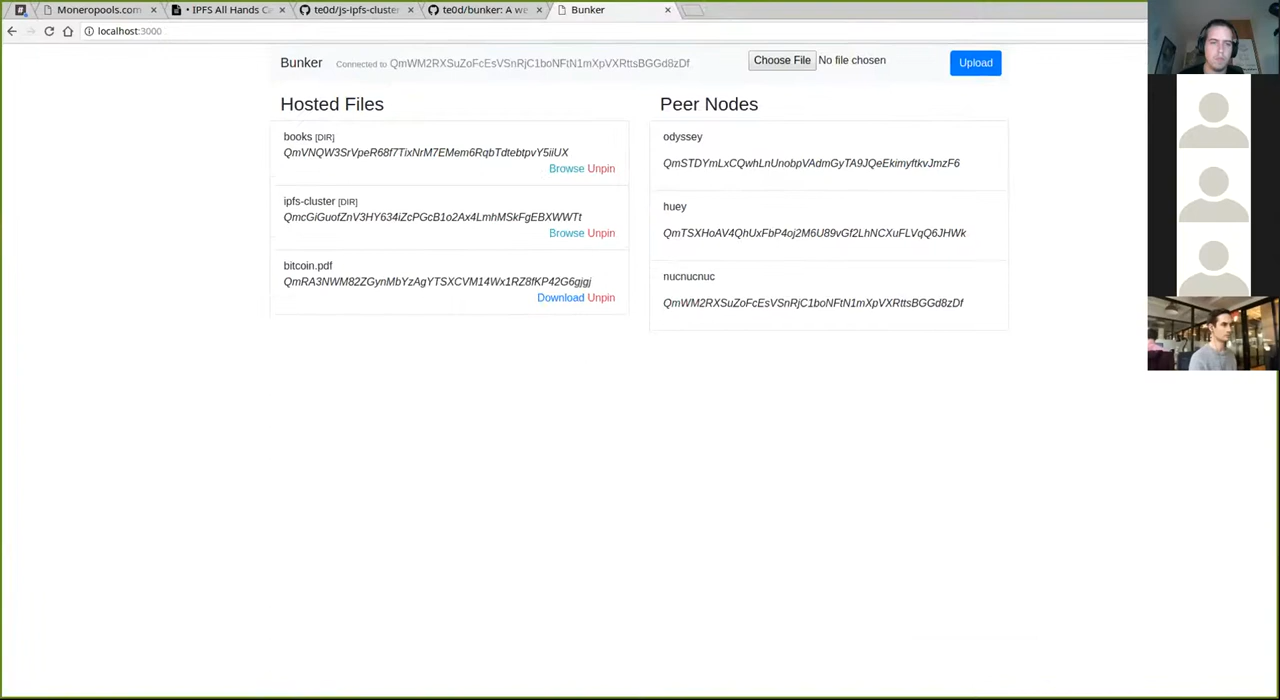 Moneropools.com
• IPFS All Hands Ca
te0d/js-ipfs-cluster
te0d/bunker: A we
Bunker
localhost:3000
Bunker Connected to QmWM2RXSuZoFcEsVSnRjC1boNFtN1mXpVXRttsBGGd8zDf
Choose File No file chosen
Upload
Hosted Files
books [DIR]
QmVNQW3SrVpeR68f7TixNrM7EMem6RqbTdtebtpvY5iiUX
Browse Unpin
ipfs-cluster [DIR]
QmcGiGuofZnV3HY634iZcPGcB1o2Ax4LmhMSkFgEBXWWTt
Browse Unpin
bitcoin.pdf
QmRA3NWM82ZGynMbYzAgYTSXCVM14Wx1RZ8fKP42G6gjgj
Download Unpin
Peer Nodes
odyssey
QmSTDYmLxCQwhLnUnobpVAdmGyTA9JQeEkimyftkvJmzF6
huey
QmTSXHoAV4QhUxFbP4oj2M6U89vGf2LhNCXuFLVqQ6JHWk
nucnucnuc
QmWM2RXSuZoFcEsVSnRjC1boNFtN1mXpVXRttsBGGd8zDf